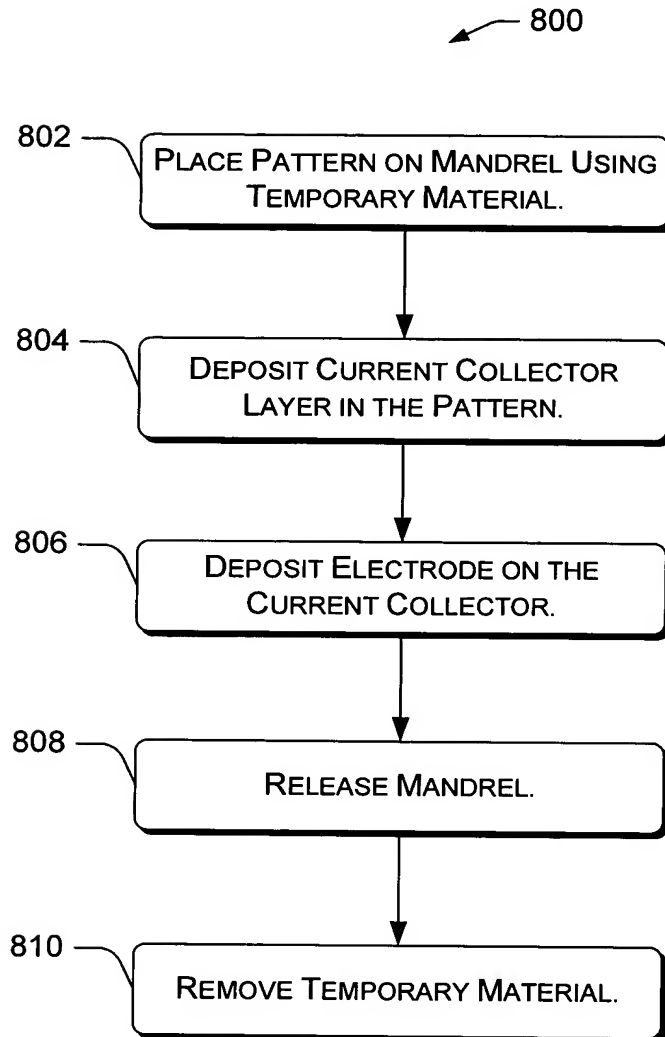 800
802
PLACE PATTERN ON MANDREL USING
TEMPORARY MATERIAL.
804
DEPOSIT CURRENT COLLECTOR
LAYER IN THE PATTERN.
806
DEPOSIT ELECTRODE ON THE
CURRENT COLLECTOR.
808
RELEASE MANDREL.
810
REMOVE TEMPORARY MATERIAL.